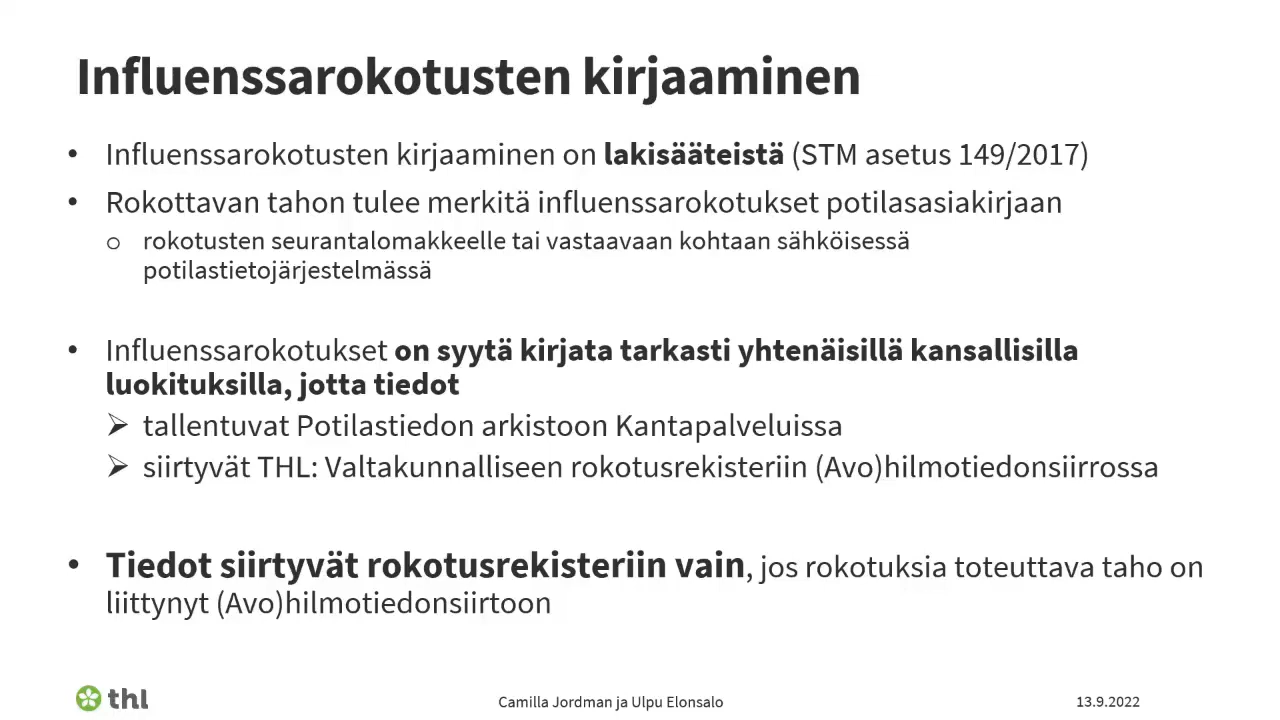 Influenssarokotusten kirjaaminen
• Influenssarokotusten kirjaaminen on lakisääteistä (STM asetus 149/2017)
• Rokottavan tahon tulee merkitä influenssarokotukset potilasasiakirjaan
o rokotusten seurantalomakkeelle tai vastaavaan kohtaan sähköisessä
potilastietojärjestelmässä
• Influenssarokotukset on syytä kirjata tarkasti yhtenäisillä kansallisilla
luokituksilla, jotta tiedot
➢ tallentuvat Potilastiedon arkistoon Kantapalveluissa
➢ siirtyvät THL: Valtakunnalliseen rokotusrekisteriin (Avo)hilmotiedonsiirrossa
• Tiedot siirtyvät rokotusrekisteriin vain, jos rokotuksia toteuttava taho on
liittynyt (Avo)hilmotiedonsiirtoon
thl
Camilla Jordman ja Ulpu Elonsalo
13.9.2022